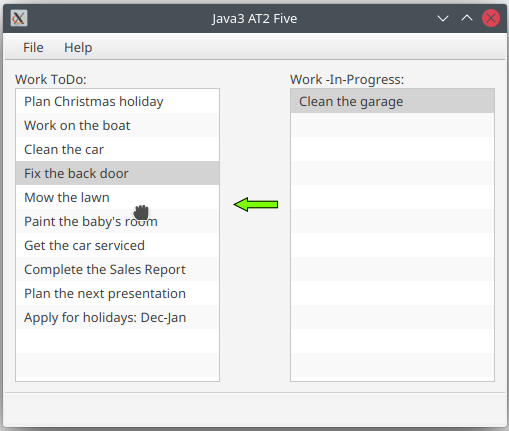 Java3 AT2 Five
File Help
Work ToDo:
Plan Christmas holiday
Work on the boat
Clean the car
Fix the back door
Mow the lawn
Paint the baby's room
Get the car serviced
Complete the Sales Report
Plan the next presentation
Apply for holidays: Dec-Jan
Work -In-Progress:
Clean the garage